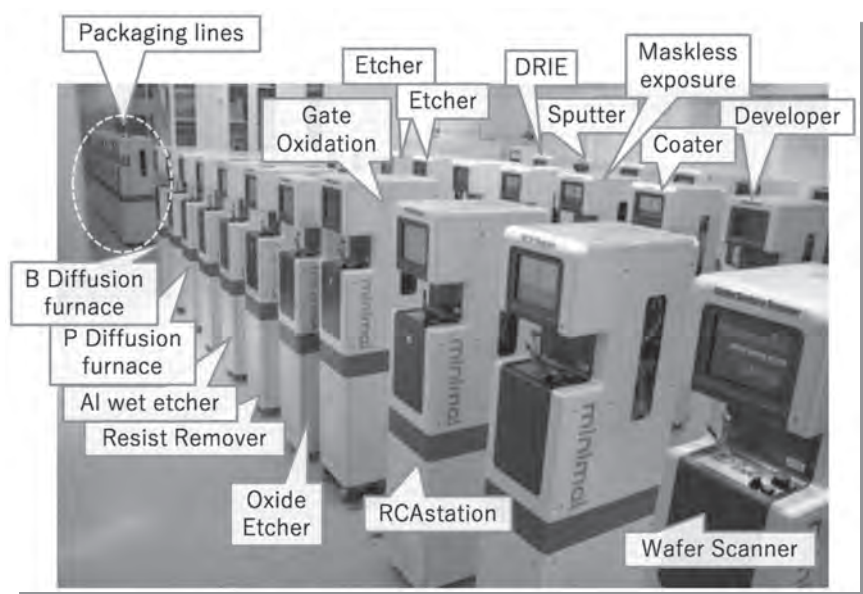 Packaging lines
Etcher
DRIE
Maskless
exposure
Gate
Oxidation
Etcher
Sputter
Developer
Coater
B Diffusion
furnace
P Diffusion
furnace
Al wet etcher
Resist Remover
Oxide
Etcher
RCAstation
Wafer Scanner
minimal
minimal
minimal